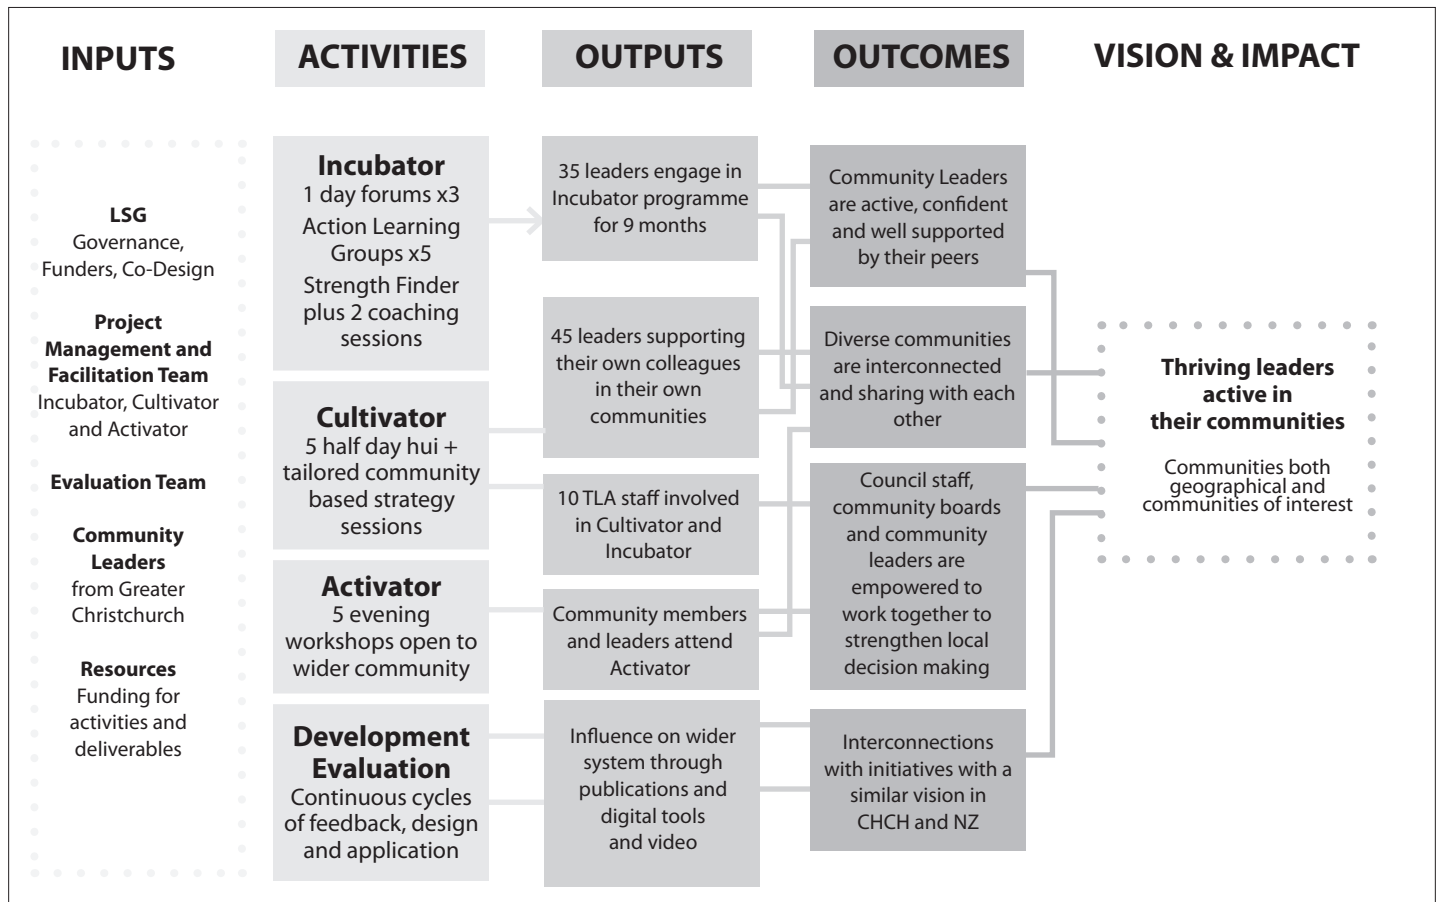 INPUTS
ACTIVITIES
OUTPUTS
OUTCOMES
VISION & IMPACT
LSG
Governance,
Funders, Co-Design
Project
Management and
Facilitation Team
Incubator, Cultivator
and Activator
Evaluation Team
Community
Leaders
from Greater
Christchurch
Resources
Funding for
activities and
deliverables
Incubator
1 day forums x3
Action Learning
Groups x5
Strength Finder
plus 2 coaching
sessions
Cultivator
5 half day hui +
tailored community
based strategy
sessions
Activator
5 evening
workshops open to
wider community
Development
Evaluation
Continuous cycles
of feedback, design
and application
35 leaders engage in
Incubator programme
for 9 months
45 leaders supporting
their own colleagues
in their own
communities
10 TLA staff involved
in Cultivator and
Incubator
Community members
and leaders attend
Activator
Influence on wider
system through
publications and
digital tools
and video
Community Leaders
are active, confident
and well supported
by their peers
Diverse communities
are interconnected
and sharing with each
other
Council staff,
community boards
and community
leaders are
empowered to
work together to
strengthen local
decision making
Interconnections
with initiatives with a
similar vision in
CHCH and NZ
Thriving leaders
active in
their communities
Communities both
geographical and
communities of interest